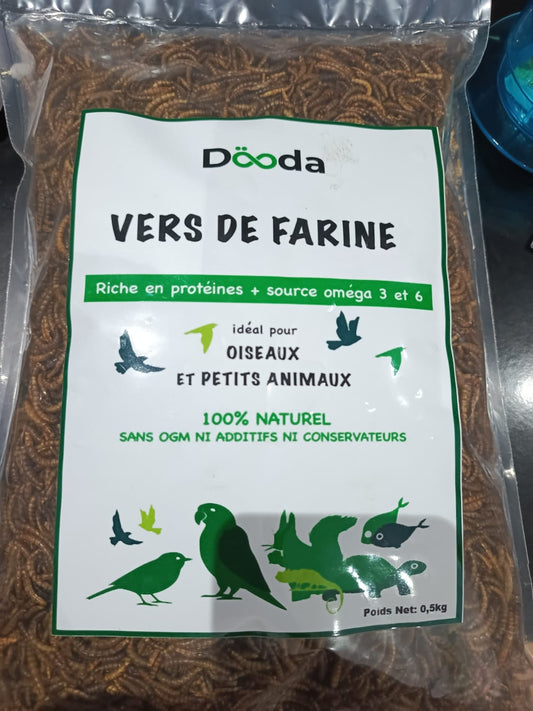 Dööda
VERS DE FARINE
Riche en protéines + source oméga 3 et 6
idéal pour
OISEAUX
ET PETITS ANIMAUX
100% NATUREL
SANS OGM NI ADDITIFS NI CONSERVATEURS
Poids Net: 0,5kg